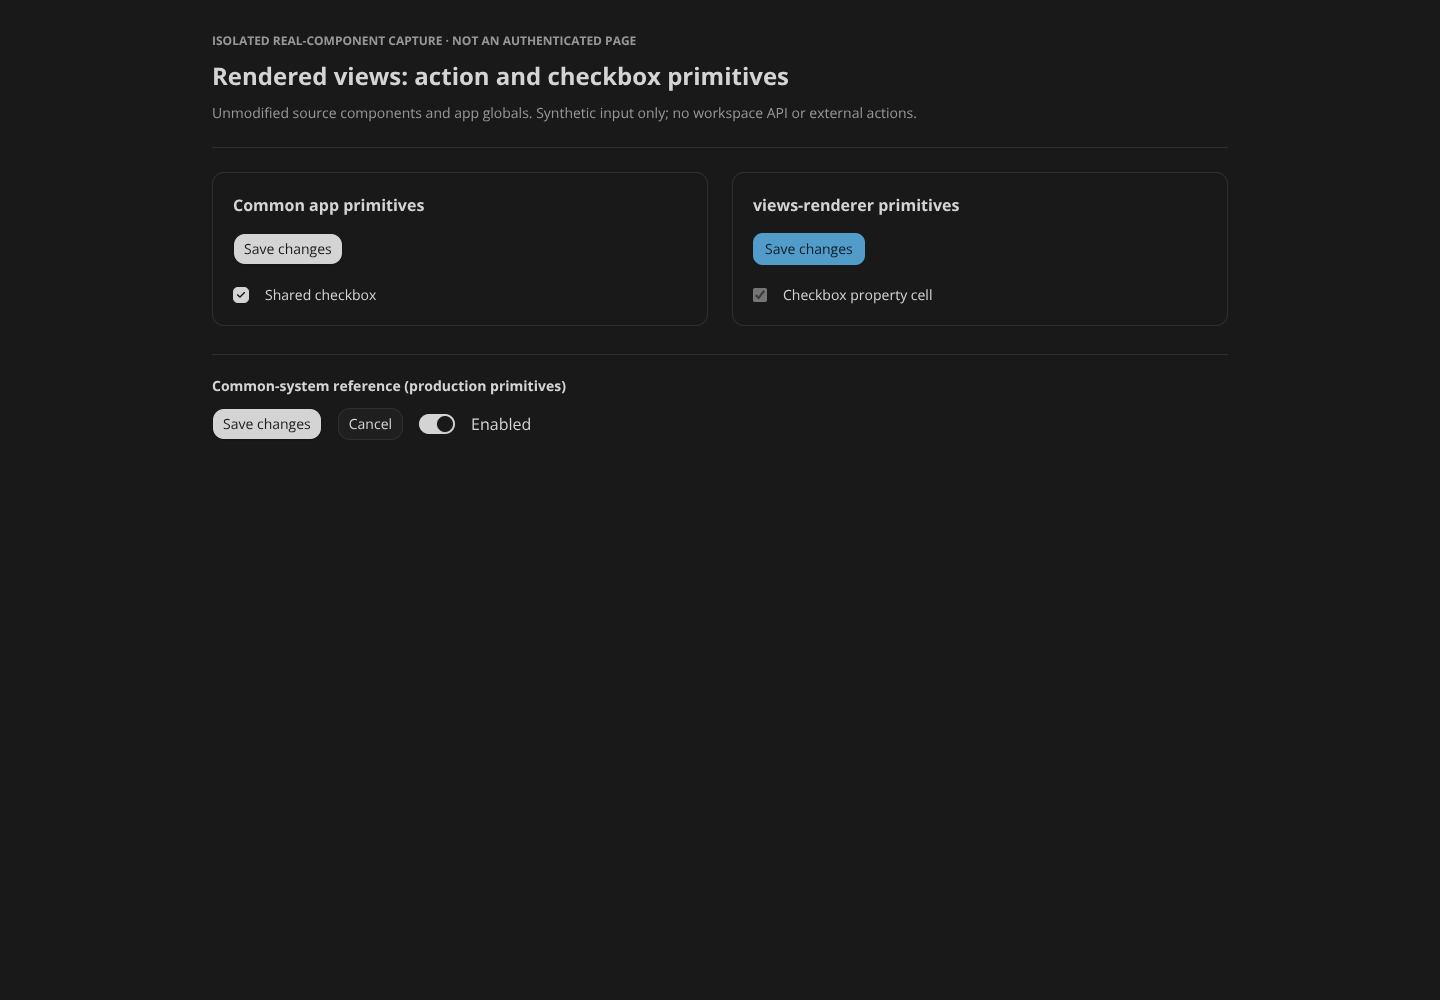 ISOLATED REAL-COMPONENT CAPTURE · NOT AN AUTHENTICATED PAGE
Rendered views: action and checkbox primitives
Unmodified source components and app globals. Synthetic input only; no workspace API or external actions.
Common app primitives
Save changes
Shared checkbox
views-renderer primitives
Save changes
Checkbox property cell
Common-system reference (production primitives)
Save changes
Cancel
Enabled